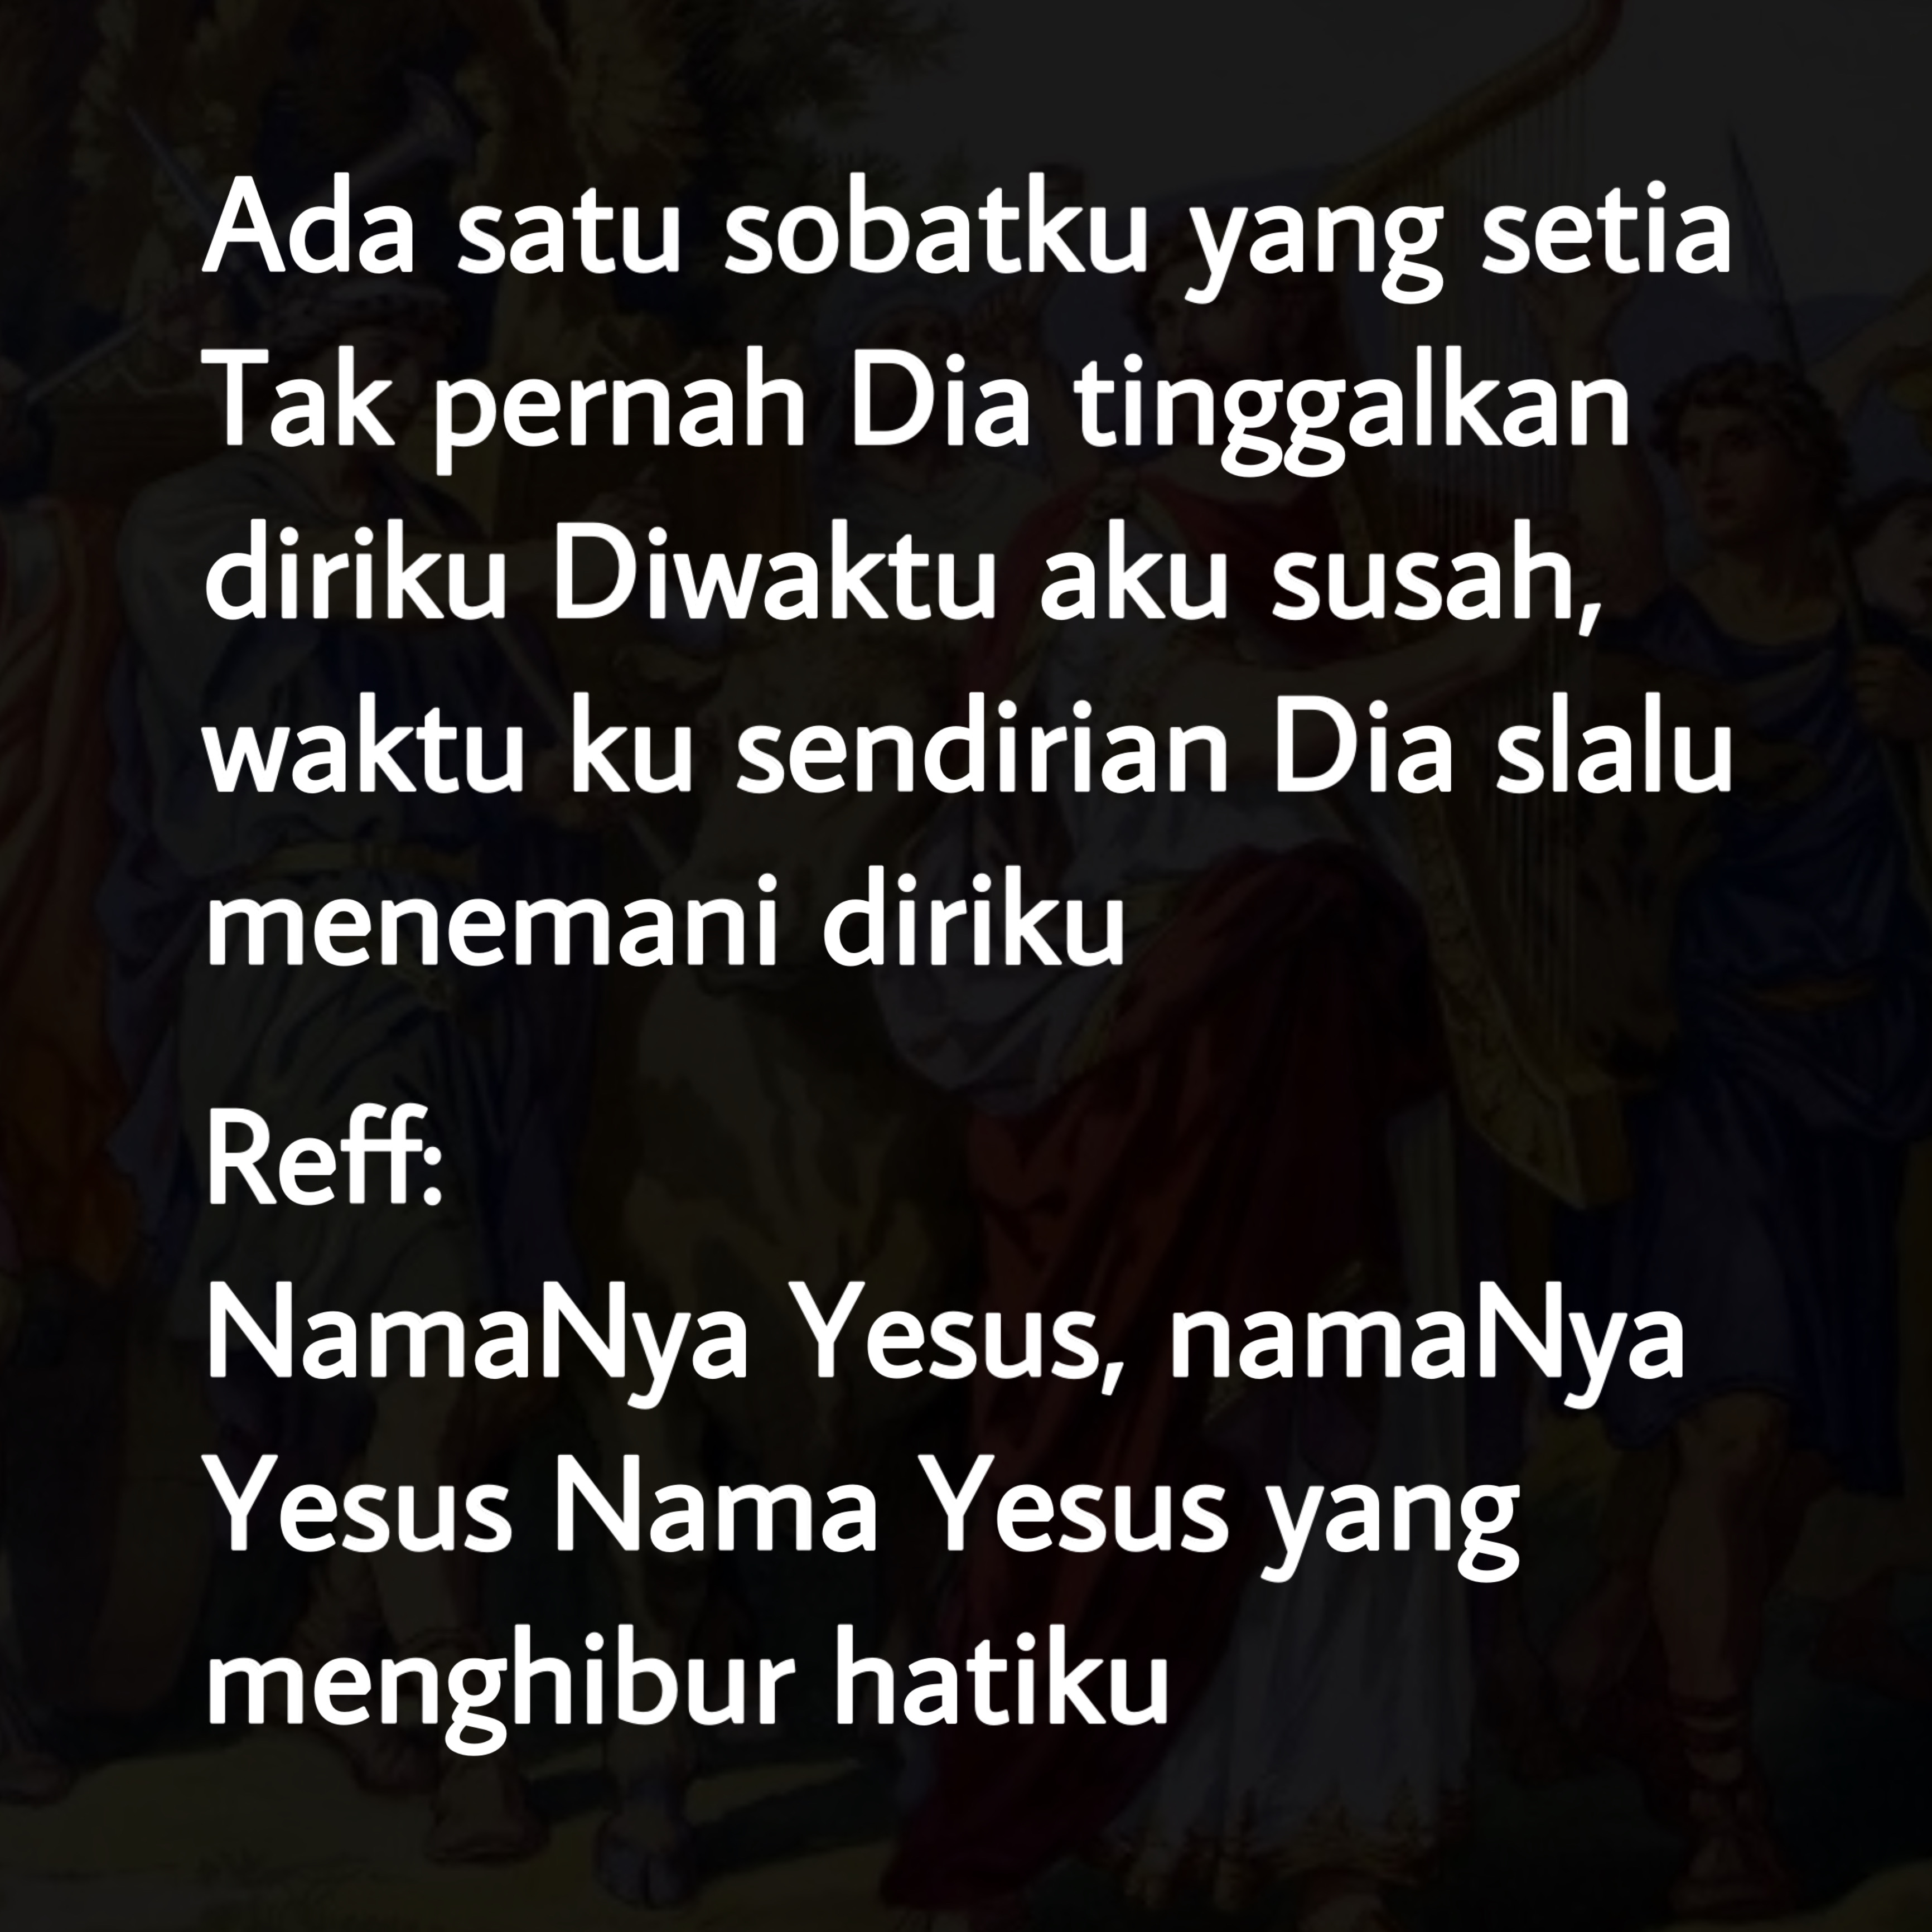 Ada satu sobatku yang setia
Tak pernah Dia tinggalkan
diriku Diwaktu aku susah,
waktu ku sendirian Dia slalu
menemani diriku
Reff:
NamaNya Yesus, namaNya
Yesus Nama Yesus yang
menghibur hatiku